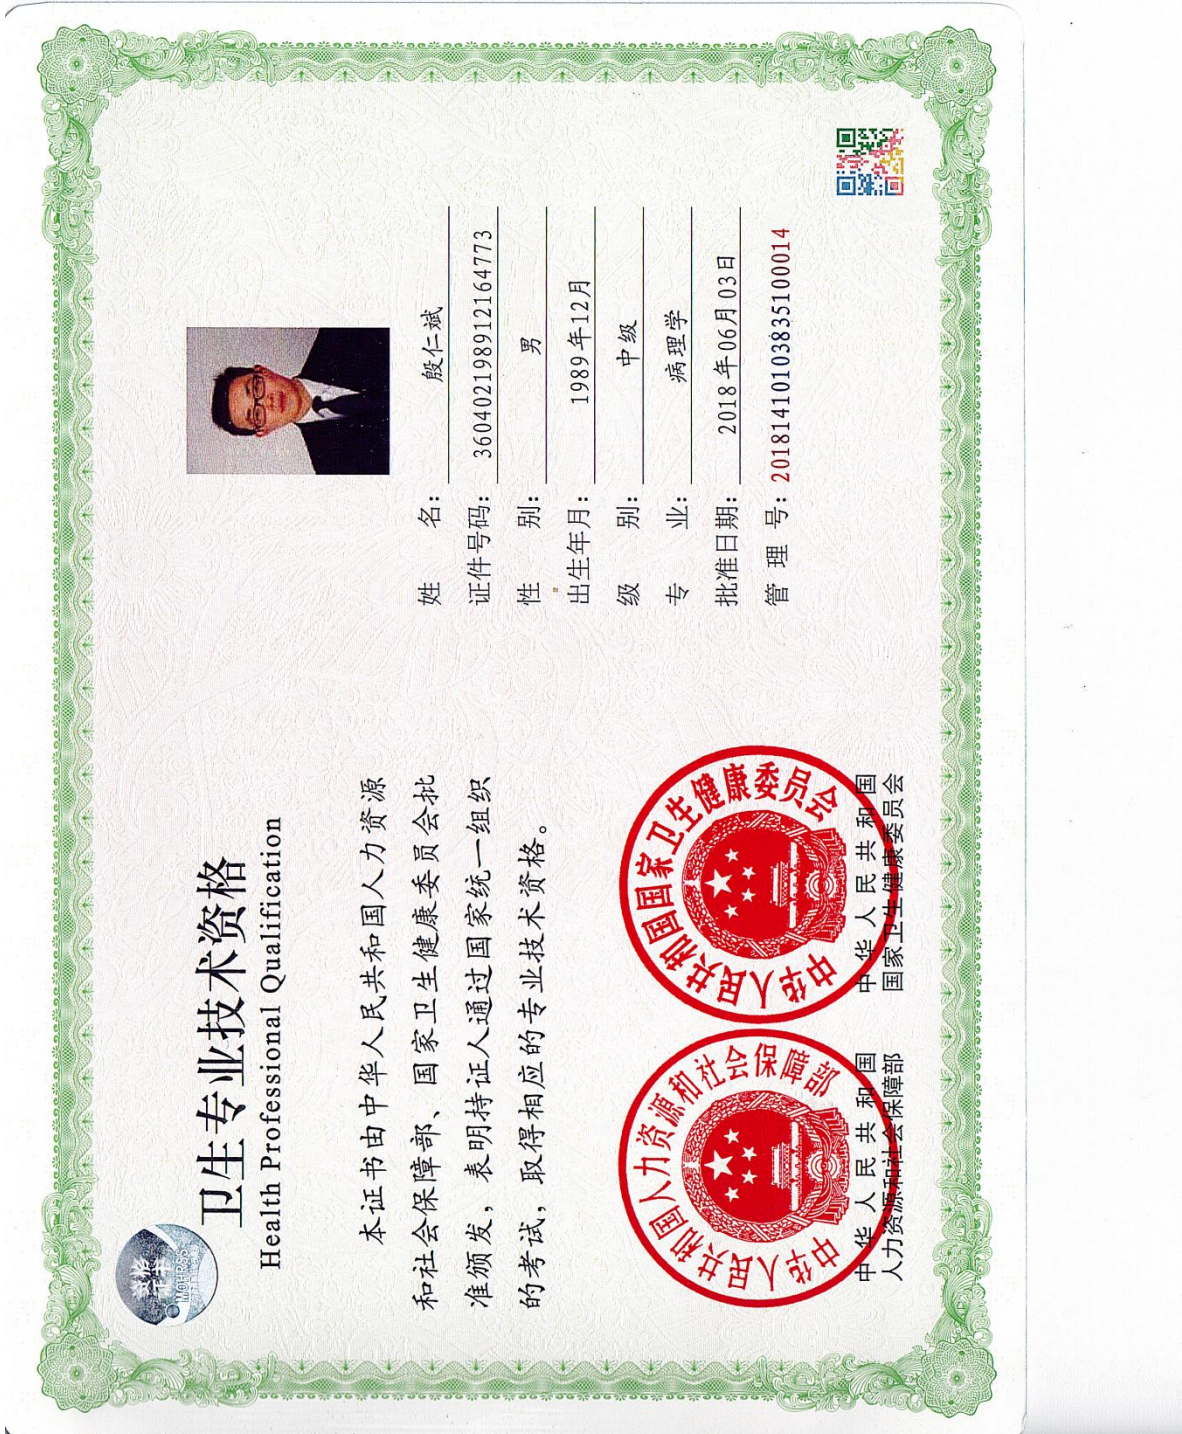 卫生专业技术资格
Health Professional Qualification
本证书由中华人民共和国人力资源
和社会保障部、国家卫生健康委员会批
准颁发，表明持证人通过国家统一组织
的考试，取得相应的专业技术资格。
中华人民共和国人力资源和社会保障部
中华人民共和国国家卫生健康委员会
中华人民共和国
人力资源和社会保障部
中华人民共和国
国家卫生健康委员会
姓名：殷仁斌
证件号码：360402198912164773
性别：男
出生年月：1989年12月
级别：中级
专业：病理学
批准日期：2018年06月03日
管理号：20181410103835100014
MOHRSS